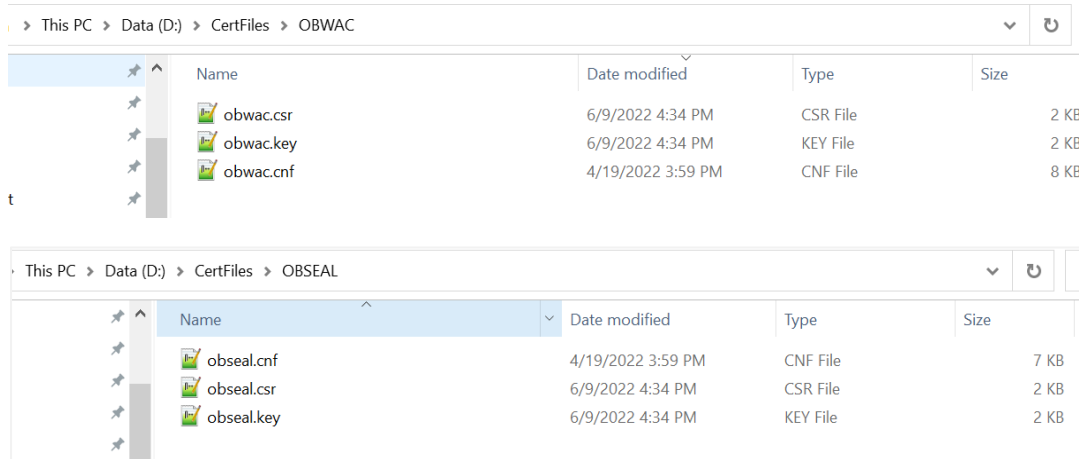 > This PC > Data (D:) > CertFiles > OBWAC
Name Date modified Type Size
obwac.csr 6/9/2022 4:34 PM CSR File 2 KB
obwac.key 6/9/2022 4:34 PM KEY File 2 KB
obwac.cnf 4/19/2022 3:59 PM CNF File 8 KB
t
> This PC > Data (D:) > CertFiles > OBSEAL
Name Date modified Type Size
obseal.cnf 4/19/2022 3:59 PM CNF File 7 KB
obseal.csr 6/9/2022 4:34 PM CSR File 2 KB
obseal.key 6/9/2022 4:34 PM KEY File 2 KB